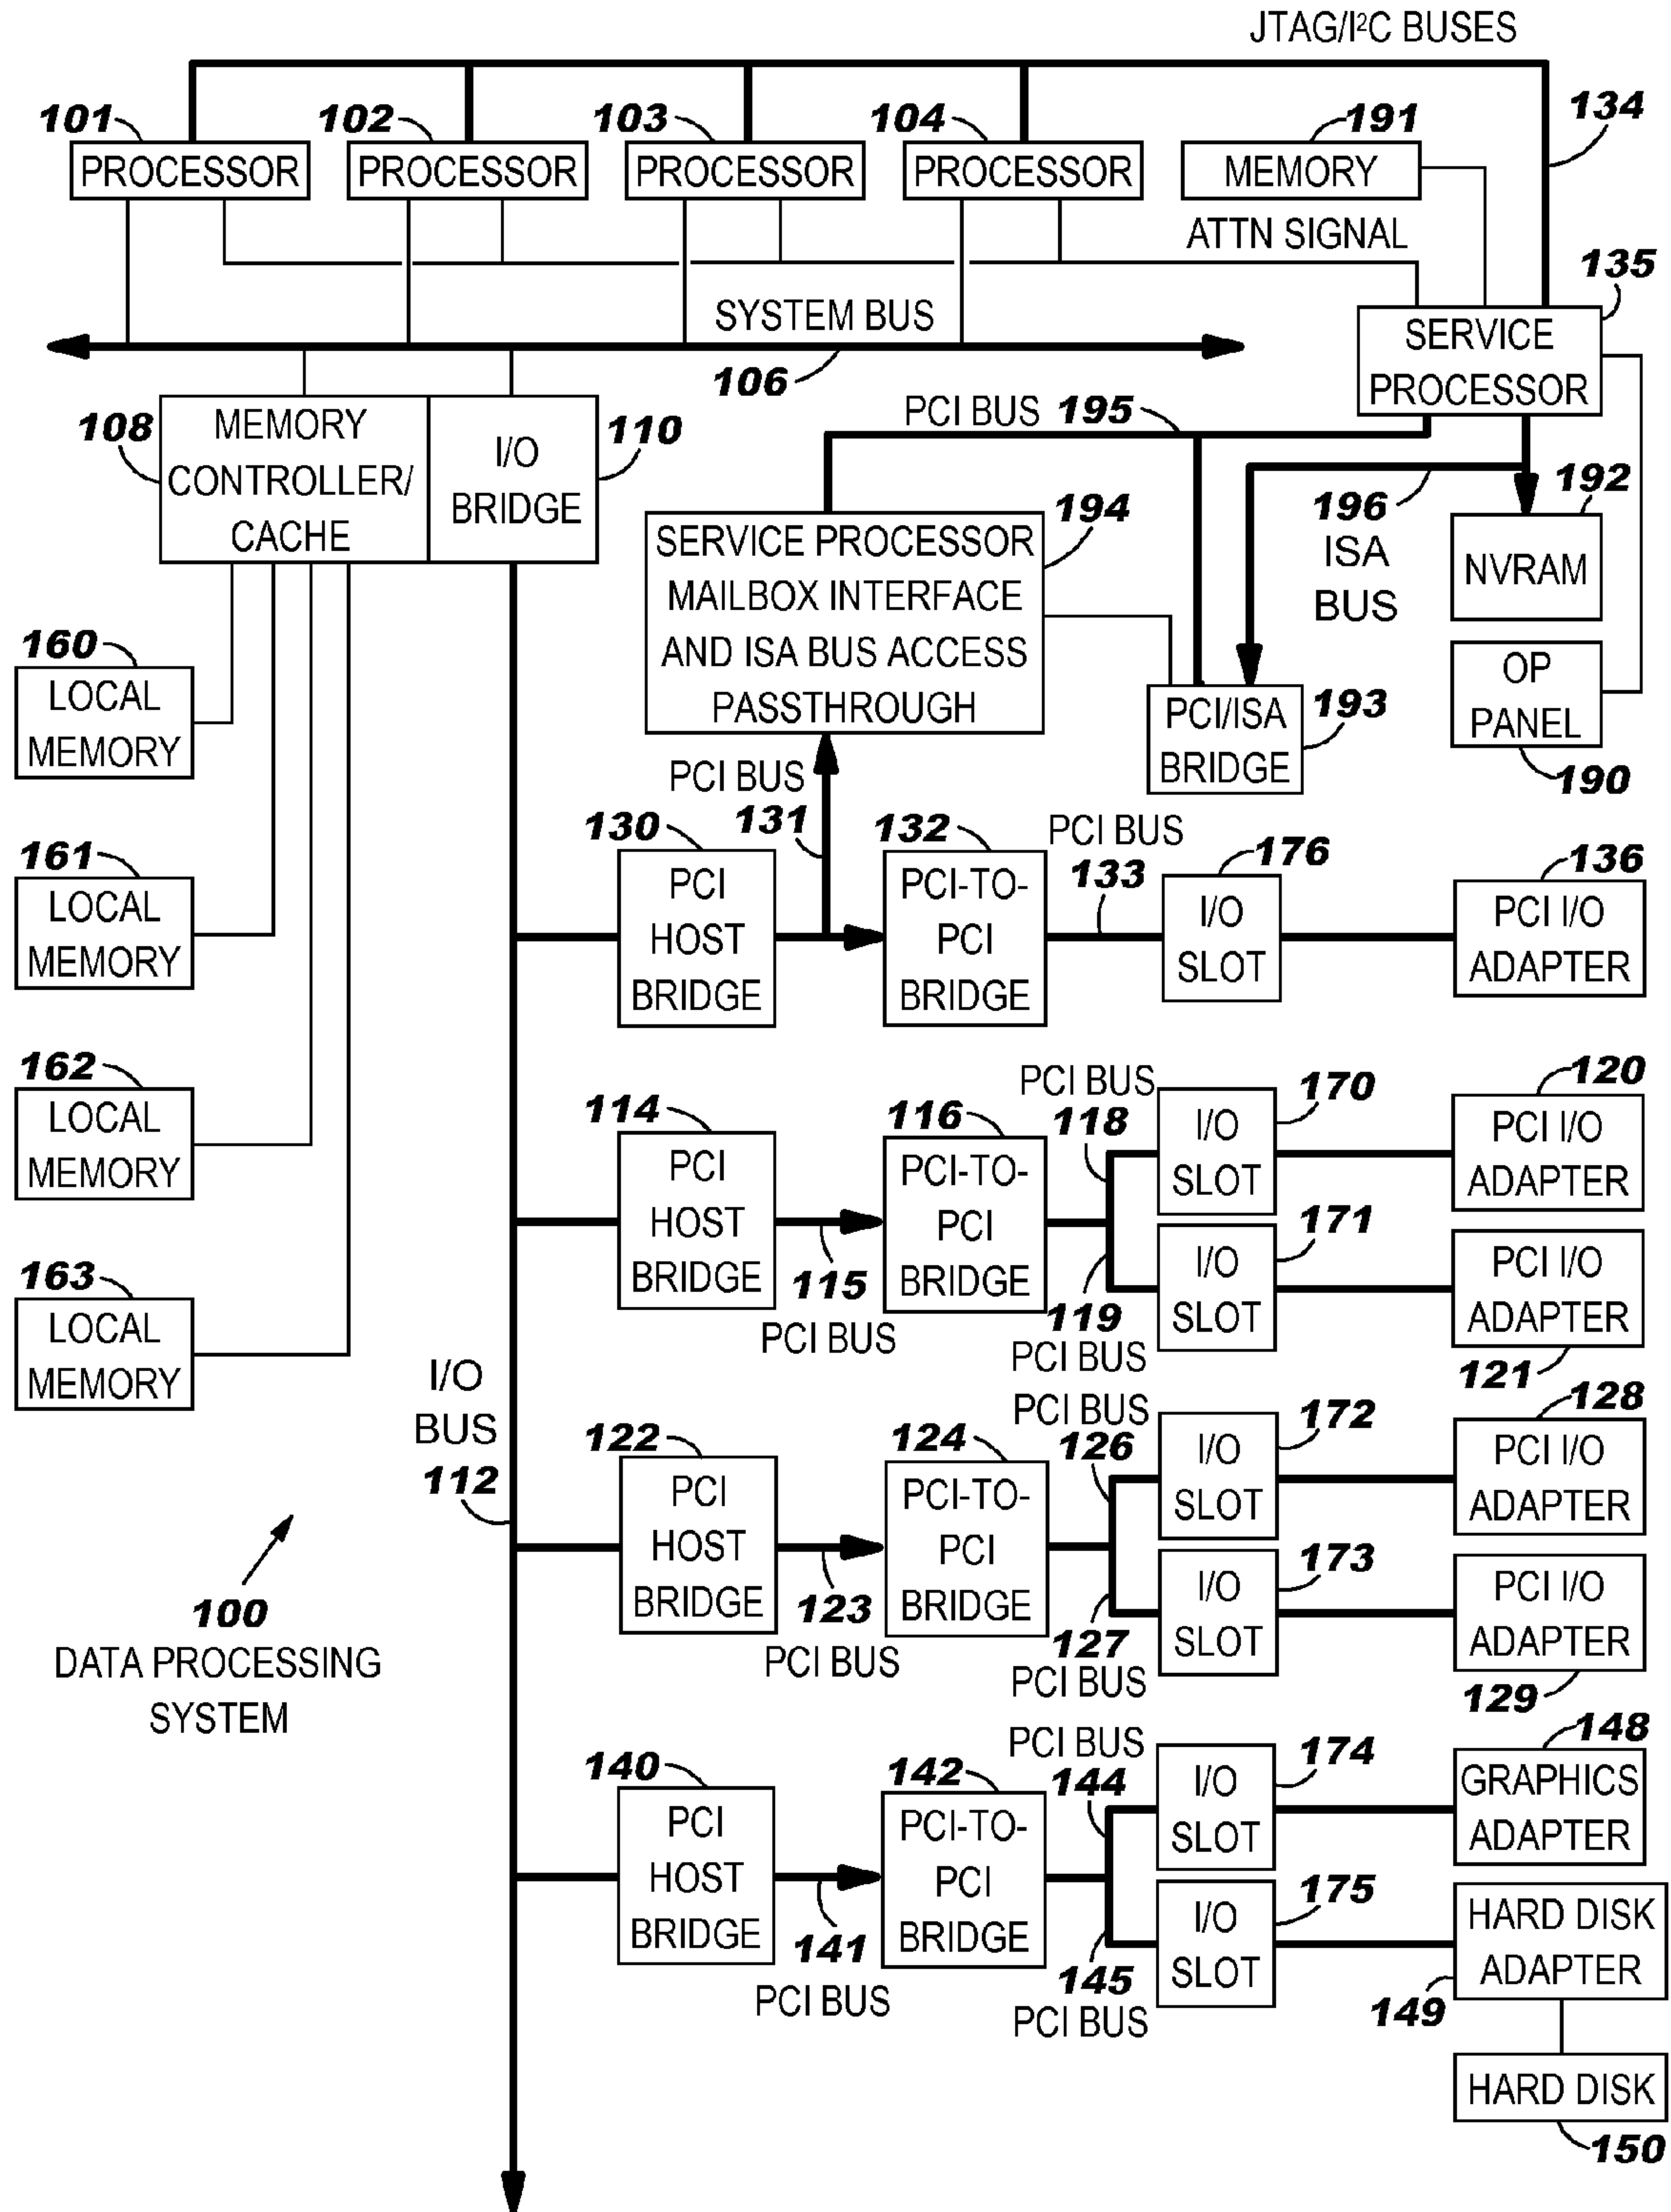 JTAG/I²C BUSES
101 102 103 104 191 134
PROCESSOR PROCESSOR PROCESSOR PROCESSOR MEMORY
ATTN SIGNAL
135
SYSTEM BUS
SERVICE
PROCESSOR
106
PCI BUS 195
108
MEMORY
CONTROLLER/
CACHE
I/O
BRIDGE
110
194
SERVICE PROCESSOR
MAILBOX INTERFACE
AND ISA BUS ACCESS
PASSTHROUGH
196
ISA
BUS
192
NVRAM
OP
PANEL
190
PCI/ISA
BRIDGE
193
160
LOCAL
MEMORY
161
LOCAL
MEMORY
162
LOCAL
MEMORY
163
LOCAL
MEMORY
PCI BUS
131
130
PCI
HOST
BRIDGE
132
PCI-TO-
PCI
BRIDGE
PCI BUS
133
176
I/O
SLOT
136
PCI I/O
ADAPTER
114
PCI
HOST
BRIDGE
115
PCI BUS
116
PCI-TO-
PCI
BRIDGE
PCI BUS
118
119
PCI BUS
170
I/O
SLOT
171
I/O
SLOT
120
PCI I/O
ADAPTER
PCI I/O
ADAPTER
121
I/O
BUS
112
122
PCI
HOST
BRIDGE
123
PCI BUS
124
PCI-TO-
PCI
BRIDGE
PCI BUS
126
127
PCI BUS
172
I/O
SLOT
173
I/O
SLOT
128
PCI I/O
ADAPTER
PCI I/O
ADAPTER
129
100
DATA PROCESSING
SYSTEM
140
PCI
HOST
BRIDGE
141
PCI BUS
142
PCI-TO-
PCI
BRIDGE
PCI BUS
144
145
PCI BUS
174
I/O
SLOT
175
I/O
SLOT
148
GRAPHICS
ADAPTER
HARD DISK
ADAPTER
149
HARD DISK
150